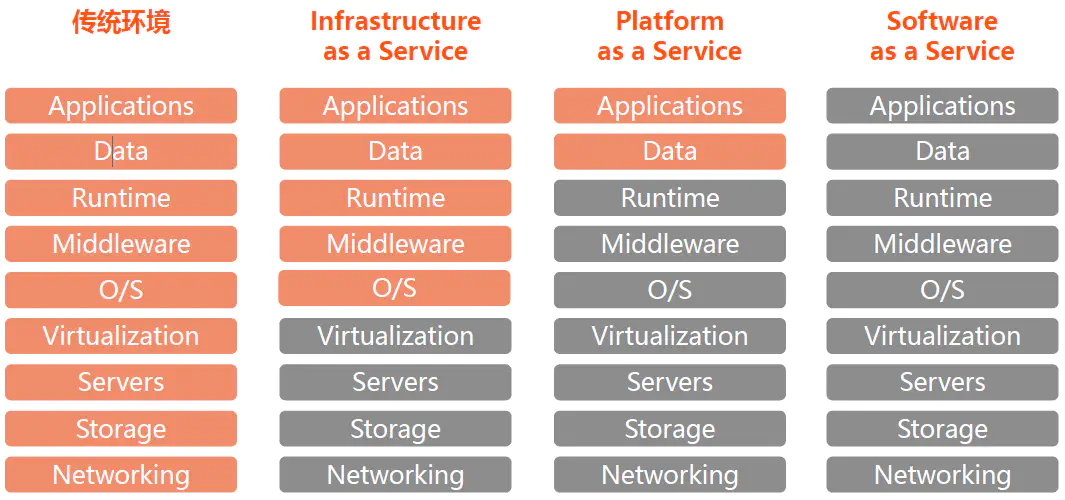 传统环境
Infrastructure
as a Service
Platform
as a Service
Software
as a Service
Applications
Applications
Applications
Applications
Data
Data
Data
Data
Runtime
Runtime
Runtime
Runtime
Middleware
Middleware
Middleware
Middleware
O/S
O/S
O/S
O/S
Virtualization
Virtualization
Virtualization
Virtualization
Servers
Servers
Servers
Servers
Storage
Storage
Storage
Storage
Networking
Networking
Networking
Networking